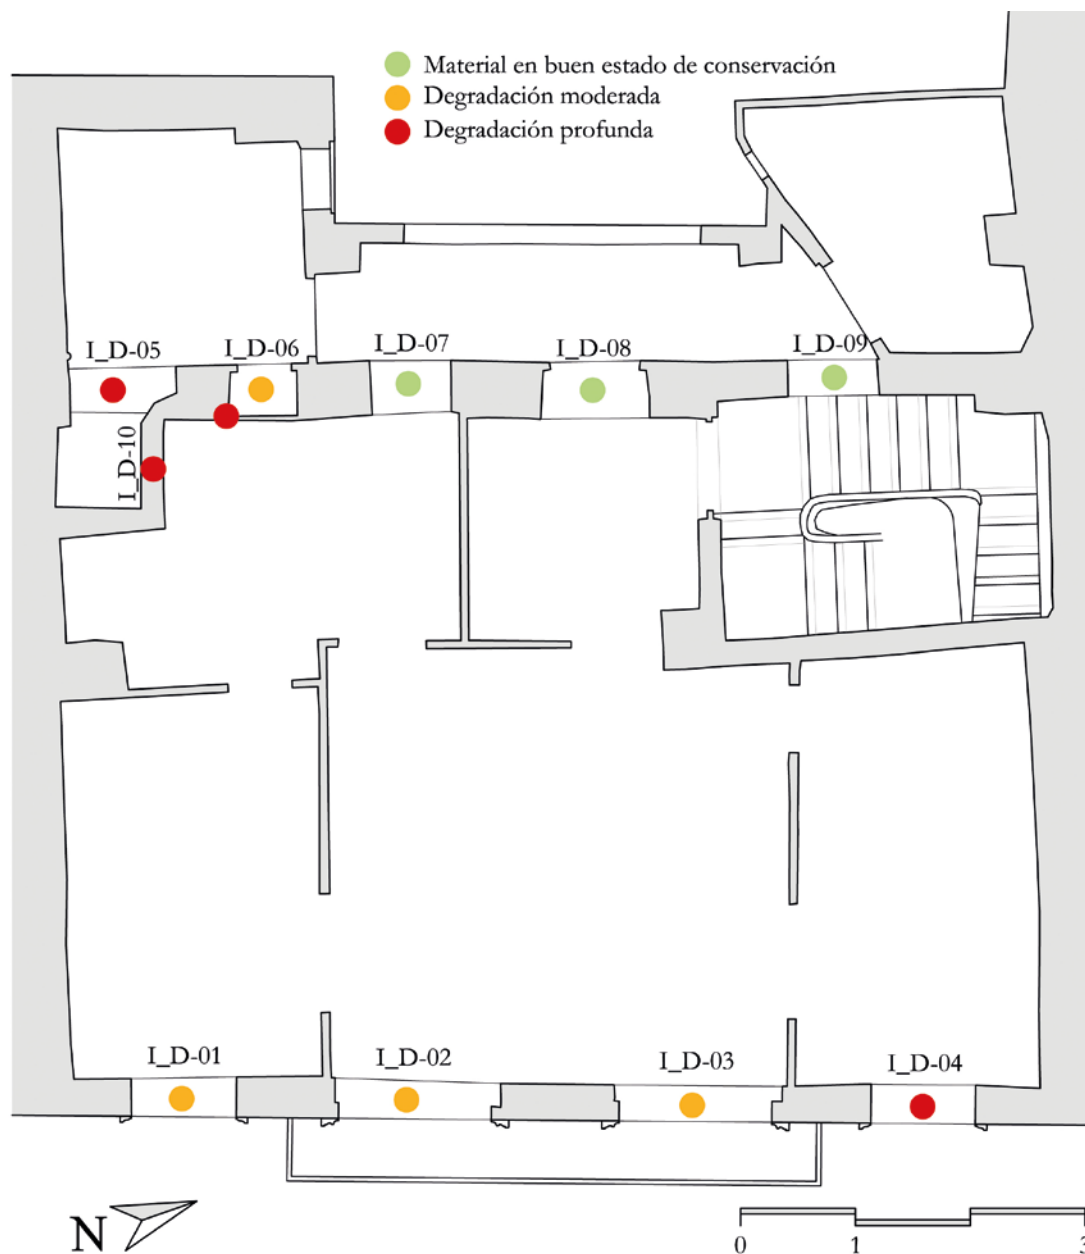 Material en buen estado de conservación
Degradación moderada
Degradación profunda
I_D-05
I_D-06
I_D-07
I_D-08
I_D-09
I_D-10
I_D-01
I_D-02
I_D-03
I_D-04
N
0 1 3